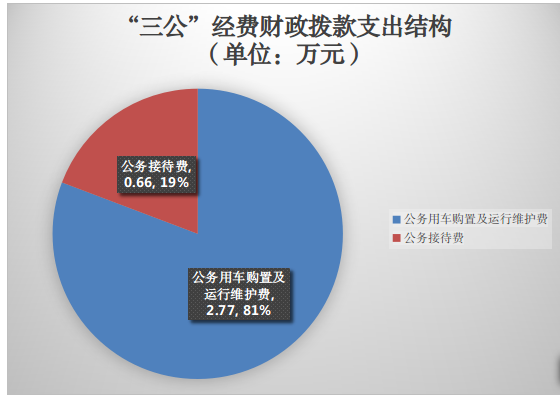 “三公”经费财政拨款支出结构
（单位：万元）
公务接待费,
0.66, 19%
公务用车购置及
运行维护费,
2.77, 81%
公务用车购置及运行维护费
公务接待费